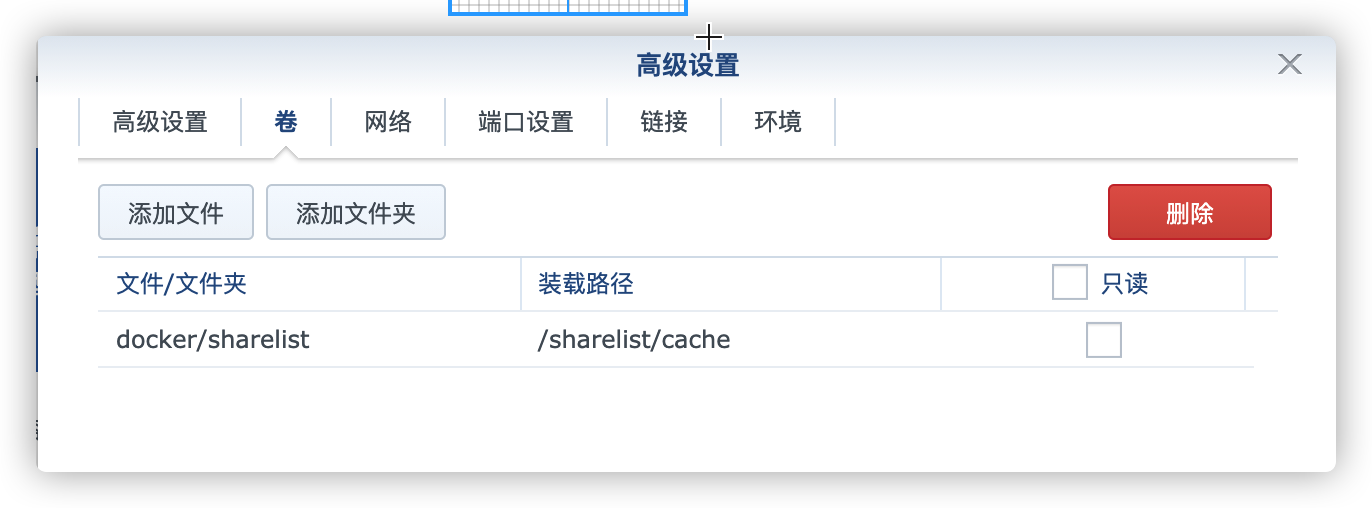 高级设置
高级设置 卷 网络 端口设置 链接 环境
添加文件 添加文件夹 删除
文件/文件夹 装载路径 只读
docker/sharelist /sharelist/cache